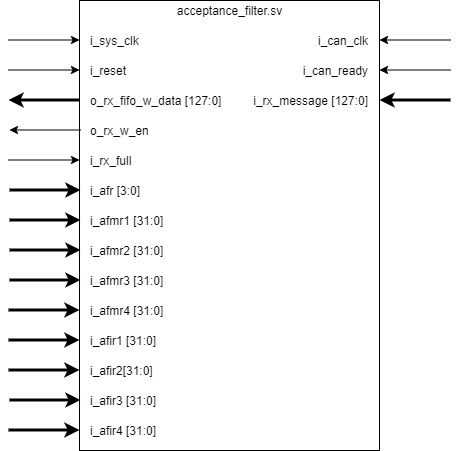 acceptance_filter.sv
i_sys_clk
i_can_clk
i_reset
i_can_ready
o_rx_fifo_w_data [127:0]
i_rx_message [127:0]
o_rx_w_en
i_rx_full
i_afr [3:0]
i_afmr1 [31:0]
i_afmr2 [31:0]
i_afmr3 [31:0]
i_afmr4 [31:0]
i_afir1 [31:0]
i_afir2[31:0]
i_afir3 [31:0]
i_afir4 [31:0]